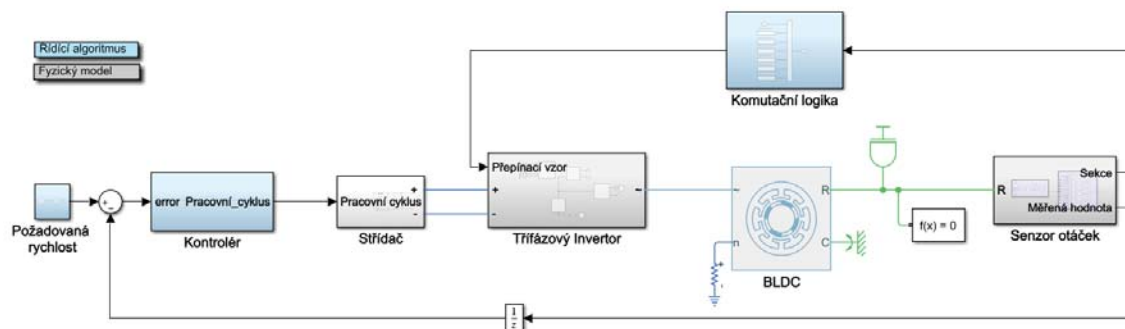 Řídící algoritmus
Fyzický model
Komutační logika
Přepínací vzor
Sekce
error Pracovní_cyklus
Pracovní cyklus
+
-
+
-
~
~
R
R
Měřená hodnota
+
-
Požadovaná
rychlost
Kontrolér
Střídač
Třífázový Invertor
n
+
-
C
f(x) = 0
Senzor otáček
BLDC
1
z